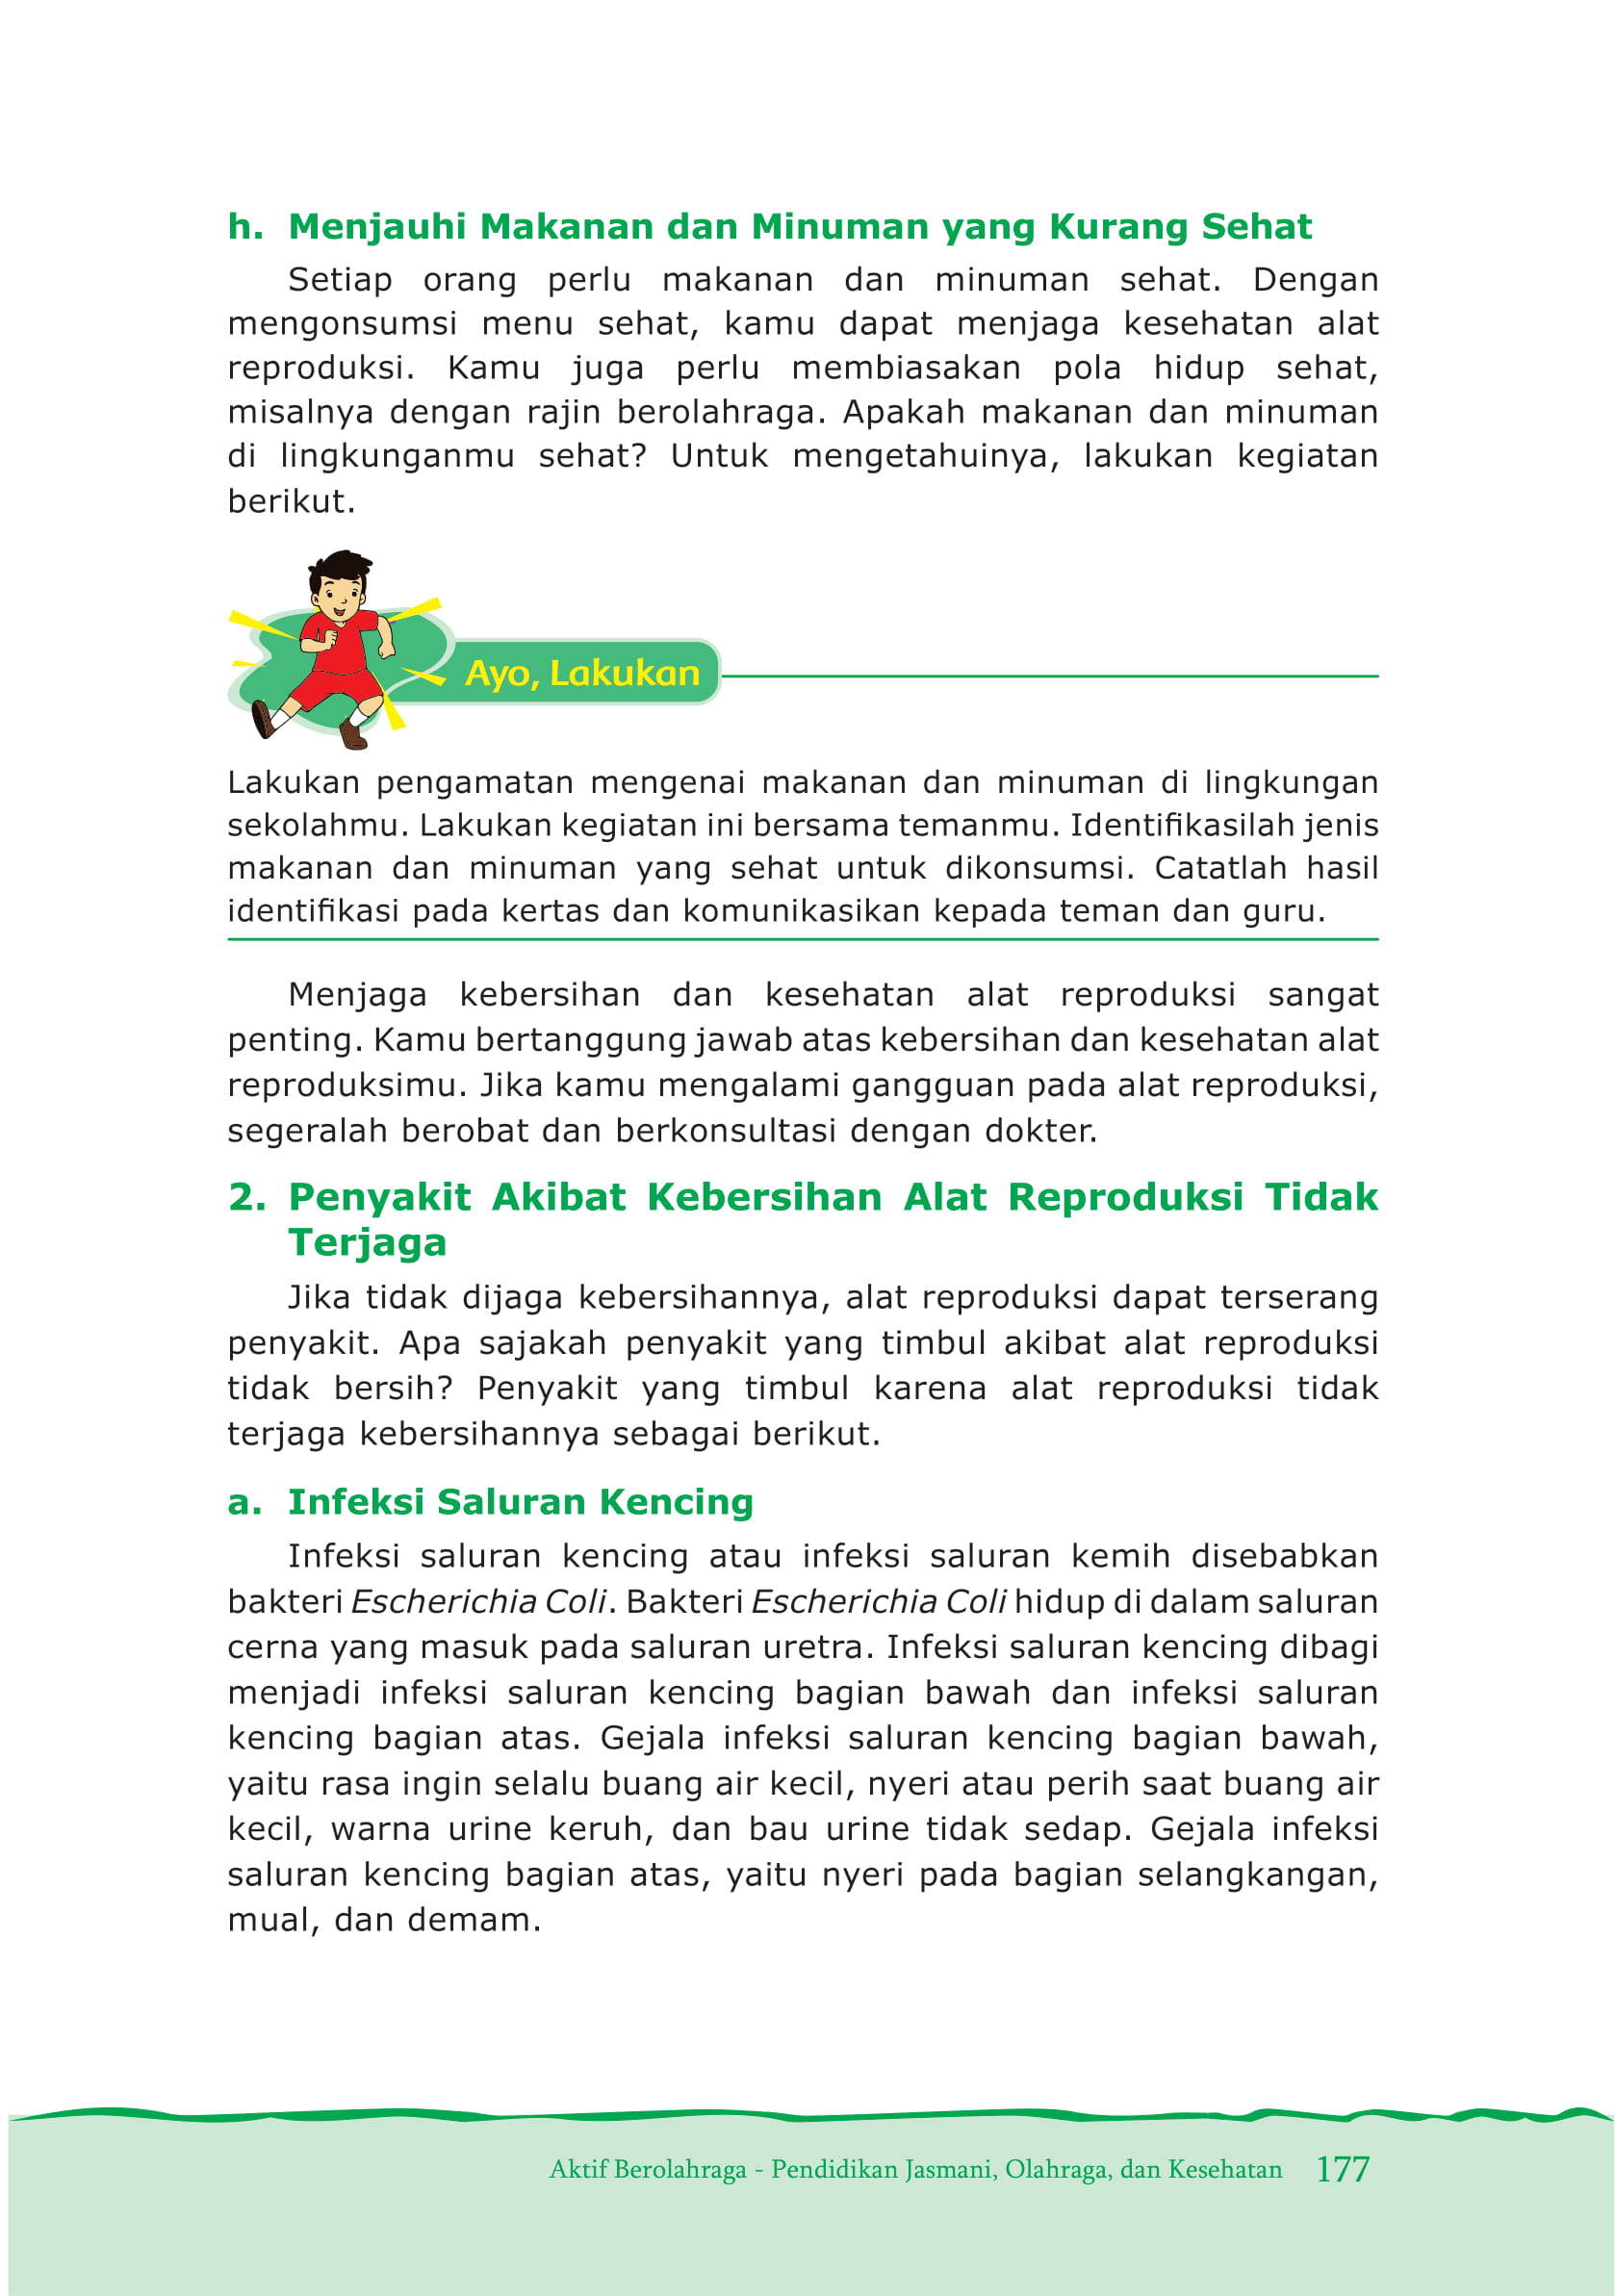 h. Menjauhi Makanan dan Minuman yang Kurang Sehat
Setiap orang perlu makanan dan minuman sehat. Dengan
mengonsumsi menu sehat, kamu dapat menjaga kesehatan alat
reproduksi. Kamu juga perlu membiasakan pola hidup sehat,
misalnya dengan rajin berolahraga. Apakah makanan dan minuman
di lingkunganmu sehat? Untuk mengetahuinya, lakukan kegiatan
berikut.
Ayo, Lakukan
Lakukan pengamatan mengenai makanan dan minuman di lingkungan
sekolahmu. Lakukan kegiatan ini bersama temanmu. Identifikasilah jenis
makanan dan minuman yang sehat untuk dikonsumsi. Catatlah hasil
identifikasi pada kertas dan komunikasikan kepada teman dan guru.
Menjaga kebersihan dan kesehatan alat reproduksi sangat
penting. Kamu bertanggung jawab atas kebersihan dan kesehatan alat
reproduksimu. Jika kamu mengalami gangguan pada alat reproduksi,
segeralah berobat dan berkonsultasi dengan dokter.
2. Penyakit Akibat Kebersihan Alat Reproduksi Tidak
Terjaga
Jika tidak dijaga kebersihannya, alat reproduksi dapat terserang
penyakit. Apa sajakah penyakit yang timbul akibat alat reproduksi
tidak bersih? Penyakit yang timbul karena alat reproduksi tidak
terjaga kebersihannya sebagai berikut.
a. Infeksi Saluran Kencing
Infeksi saluran kencing atau infeksi saluran kemih disebabkan
bakteri Escherichia Coli. Bakteri Escherichia Coli hidup di dalam saluran
cerna yang masuk pada saluran uretra. Infeksi saluran kencing dibagi
menjadi infeksi saluran kencing bagian bawah dan infeksi saluran
kencing bagian atas. Gejala infeksi saluran kencing bagian bawah,
yaitu rasa ingin selalu buang air kecil, nyeri atau perih saat buang air
kecil, warna urine keruh, dan bau urine tidak sedap. Gejala infeksi
saluran kencing bagian atas, yaitu nyeri pada bagian selangkangan,
mual, dan demam.
Aktif Berolahraga - Pendidikan Jasmani, Olahraga, dan Kesehatan 177